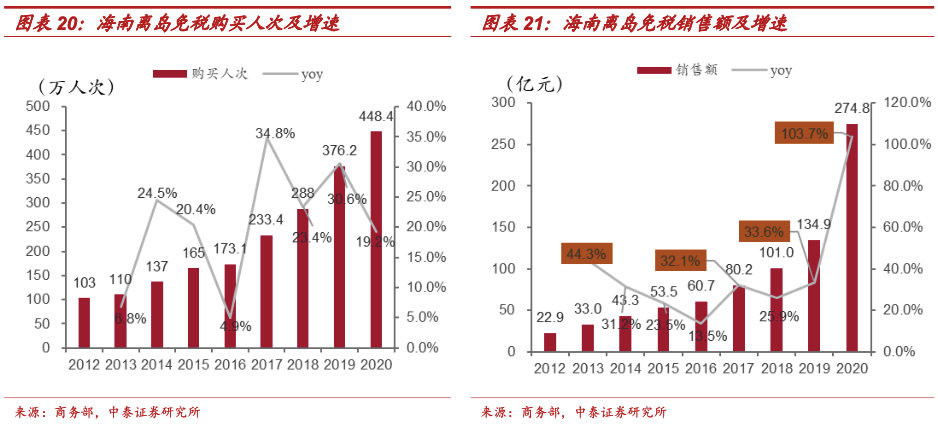 图表 20：海南离岛免税购买人次及增速
购买人次 yoy
（万人次）
500 450 400 350 300 250 200 150 100 50 0
40.0% 35.0% 30.0% 25.0% 20.0% 15.0% 10.0% 5.0% 0.0%
103 110 137 165 173.1 233.4 288 376.2 448.4
6.8% 24.5% 20.4% 4.9% 34.8% 23.4% 30.6% 19.2%
2012 2013 2014 2015 2016 2017 2018 2019 2020
来源：商务部，中泰证券研究所
图表 21：海南离岛免税销售额及增速
销售额 yoy
（亿元）
300 250 200 150 100 50 0
120.0% 100.0% 80.0% 60.0% 40.0% 20.0% 0.0%
22.9 33.0 43.3 53.5 60.7 80.2 101.0 134.9 274.8
44.3% 31.2% 23.5% 13.5% 32.1% 25.9% 33.6% 103.7%
2012 2013 2014 2015 2016 2017 2018 2019 2020
来源：商务部，中泰证券研究所